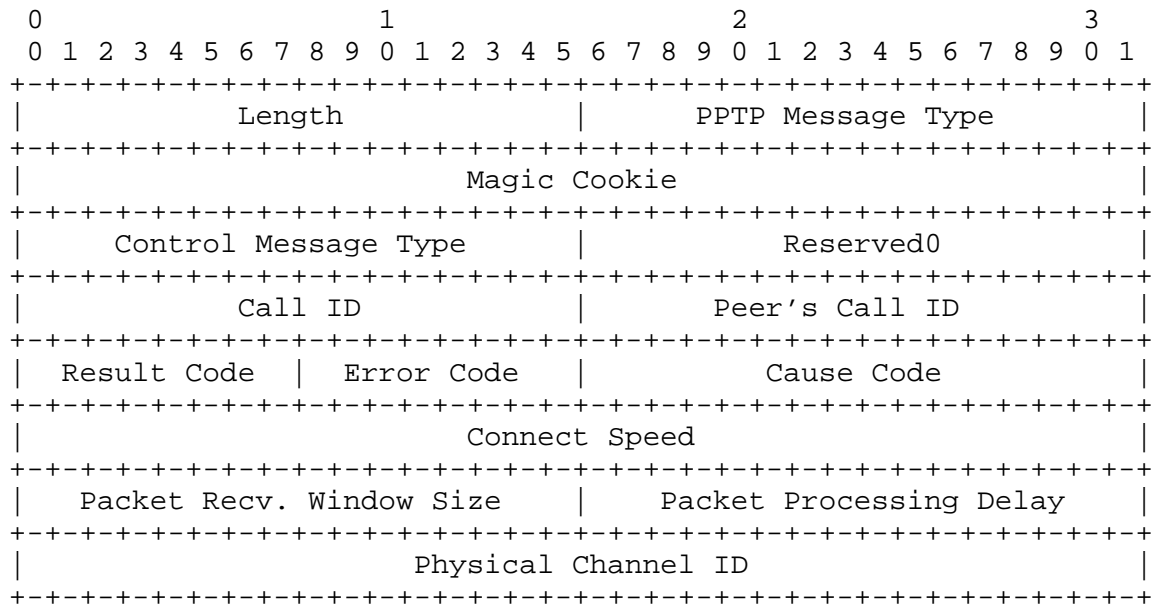 0                   1                   2                   3
 0 1 2 3 4 5 6 7 8 9 0 1 2 3 4 5 6 7 8 9 0 1 2 3 4 5 6 7 8 9 0 1
+-+-+-+-+-+-+-+-+-+-+-+-+-+-+-+-+-+-+-+-+-+-+-+-+-+-+-+-+-+-+-+-+
|            Length             |      PPTP Message Type        |
+-+-+-+-+-+-+-+-+-+-+-+-+-+-+-+-+-+-+-+-+-+-+-+-+-+-+-+-+-+-+-+-+
|                         Magic Cookie                          |
+-+-+-+-+-+-+-+-+-+-+-+-+-+-+-+-+-+-+-+-+-+-+-+-+-+-+-+-+-+-+-+-+
|     Control Message Type      |           Reserved0           |
+-+-+-+-+-+-+-+-+-+-+-+-+-+-+-+-+-+-+-+-+-+-+-+-+-+-+-+-+-+-+-+-+
|            Call ID            |       Peer’s Call ID          |
+-+-+-+-+-+-+-+-+-+-+-+-+-+-+-+-+-+-+-+-+-+-+-+-+-+-+-+-+-+-+-+-+
|  Result Code  |  Error Code   |          Cause Code           |
+-+-+-+-+-+-+-+-+-+-+-+-+-+-+-+-+-+-+-+-+-+-+-+-+-+-+-+-+-+-+-+-+
|                         Connect Speed                         |
+-+-+-+-+-+-+-+-+-+-+-+-+-+-+-+-+-+-+-+-+-+-+-+-+-+-+-+-+-+-+-+-+
|   Packet Recv. Window Size    |    Packet Processing Delay    |
+-+-+-+-+-+-+-+-+-+-+-+-+-+-+-+-+-+-+-+-+-+-+-+-+-+-+-+-+-+-+-+-+
|                      Physical Channel ID                      |
+-+-+-+-+-+-+-+-+-+-+-+-+-+-+-+-+-+-+-+-+-+-+-+-+-+-+-+-+-+-+-+-+